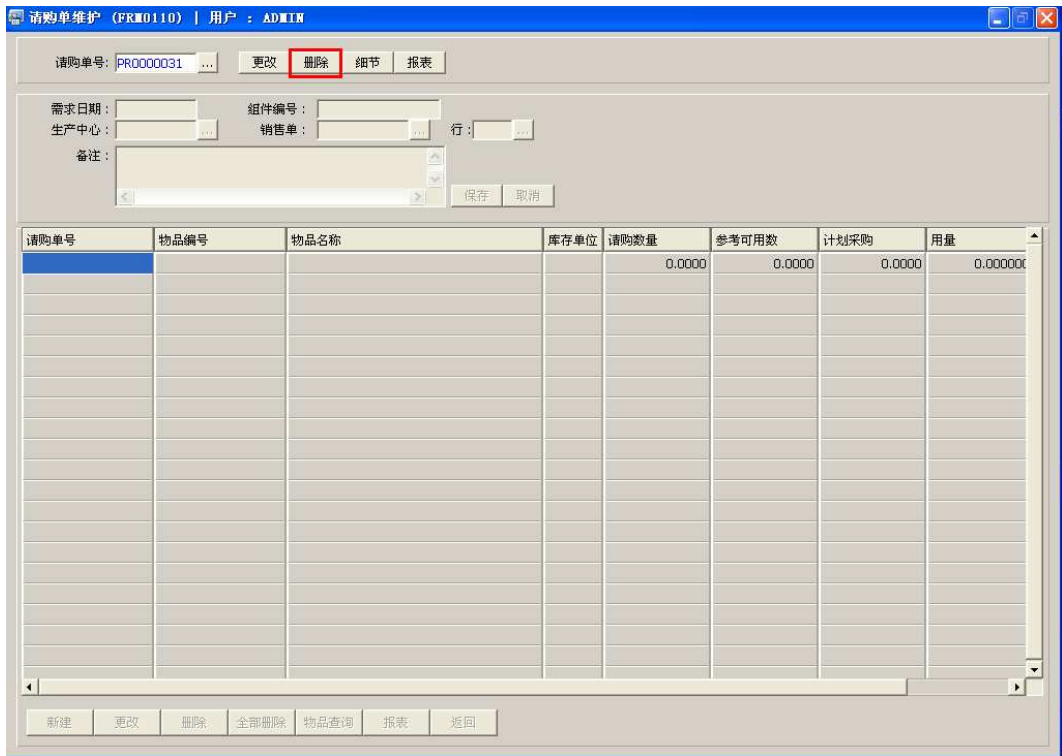 请购单维护 (FRM0110) | 用户 : ADMIN
请购单号: PR0000031 ... 更改 删除 细节 报表
需求日期: 组件编号:
生产中心: ... 销售单: ... 行: ...
备注:
保存 取消
请购单号 物品编号 物品名称 库存单位 请购数量 参考可用数 计划采购 用量
0.0000 0.0000 0.0000 0.000000
新建 更改 删除 全部删除 物品查询 报表 返回